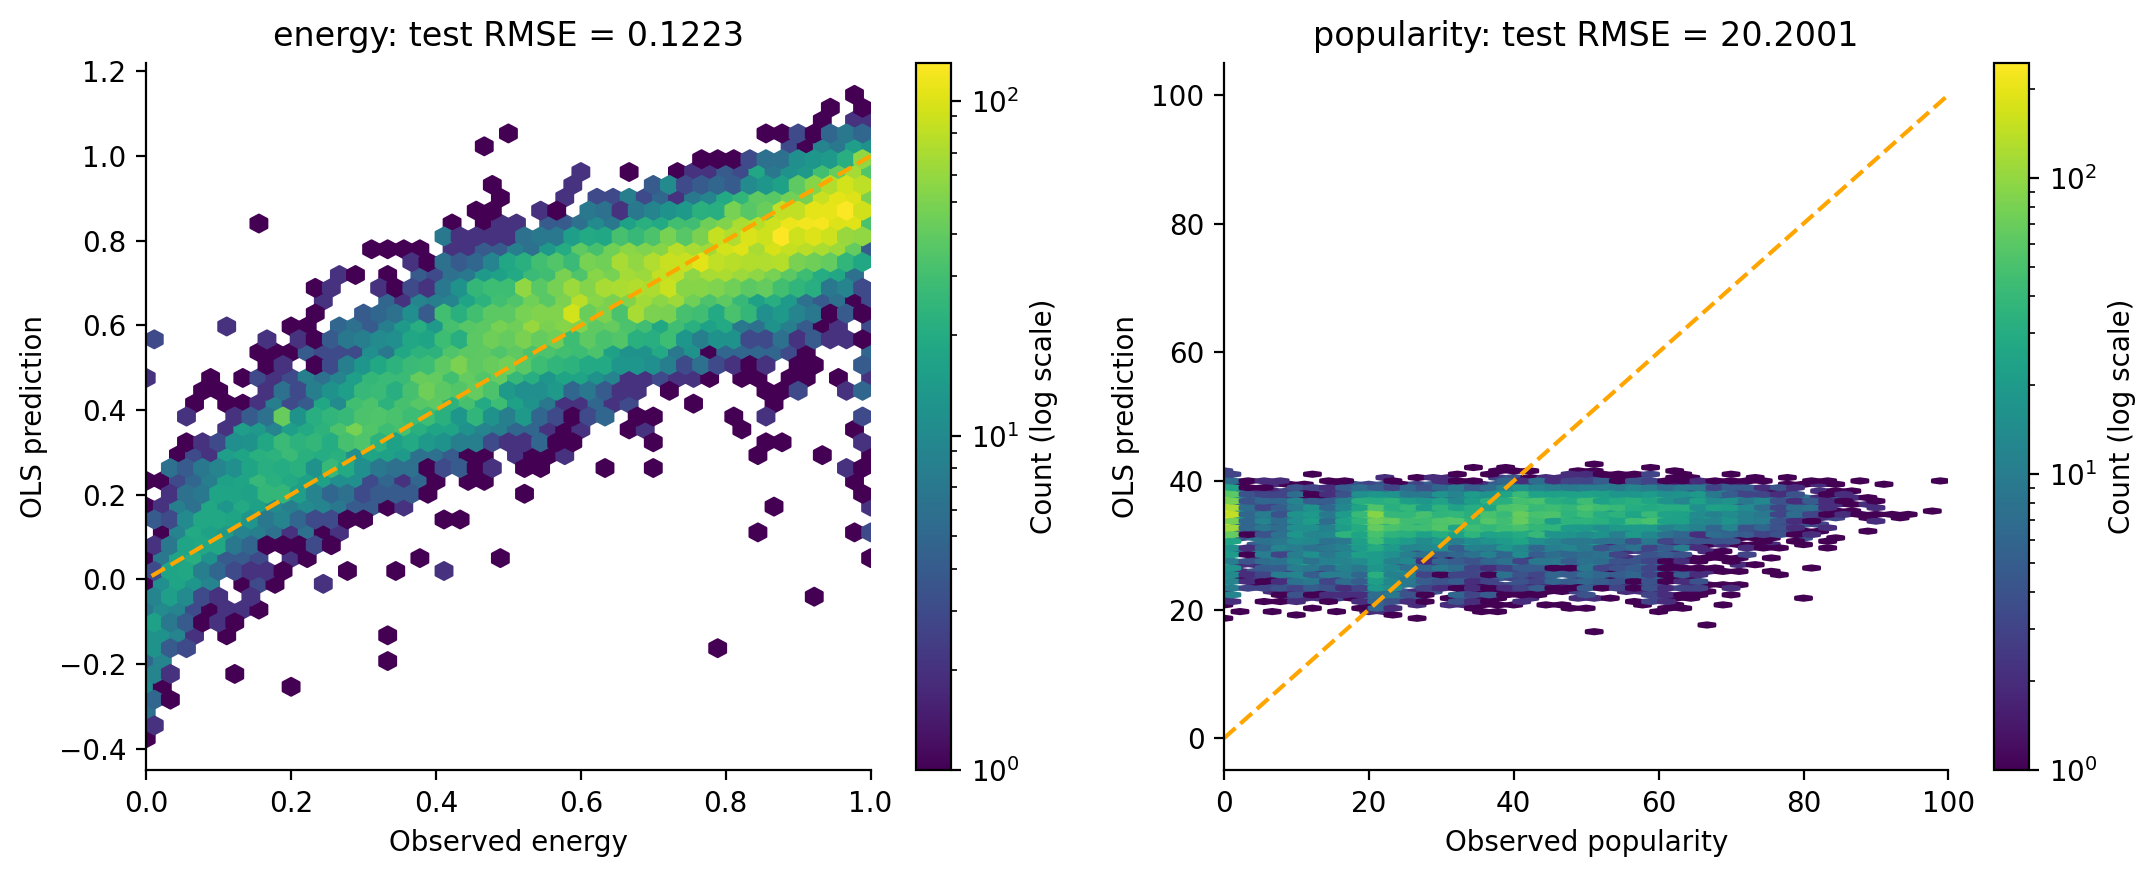 energy: test RMSE = 0.1223
1.2
1.0
0.8
0.6
0.4
0.2
0.0
−0.2
−0.4
OLS prediction
0.0 0.2 0.4 0.6 0.8 1.0
Observed energy
10²
10¹
10⁰
Count (log scale)
popularity: test RMSE = 20.2001
100
80
60
40
20
0
OLS prediction
0 20 40 60 80 100
Observed popularity
10²
10¹
10⁰
Count (log scale)